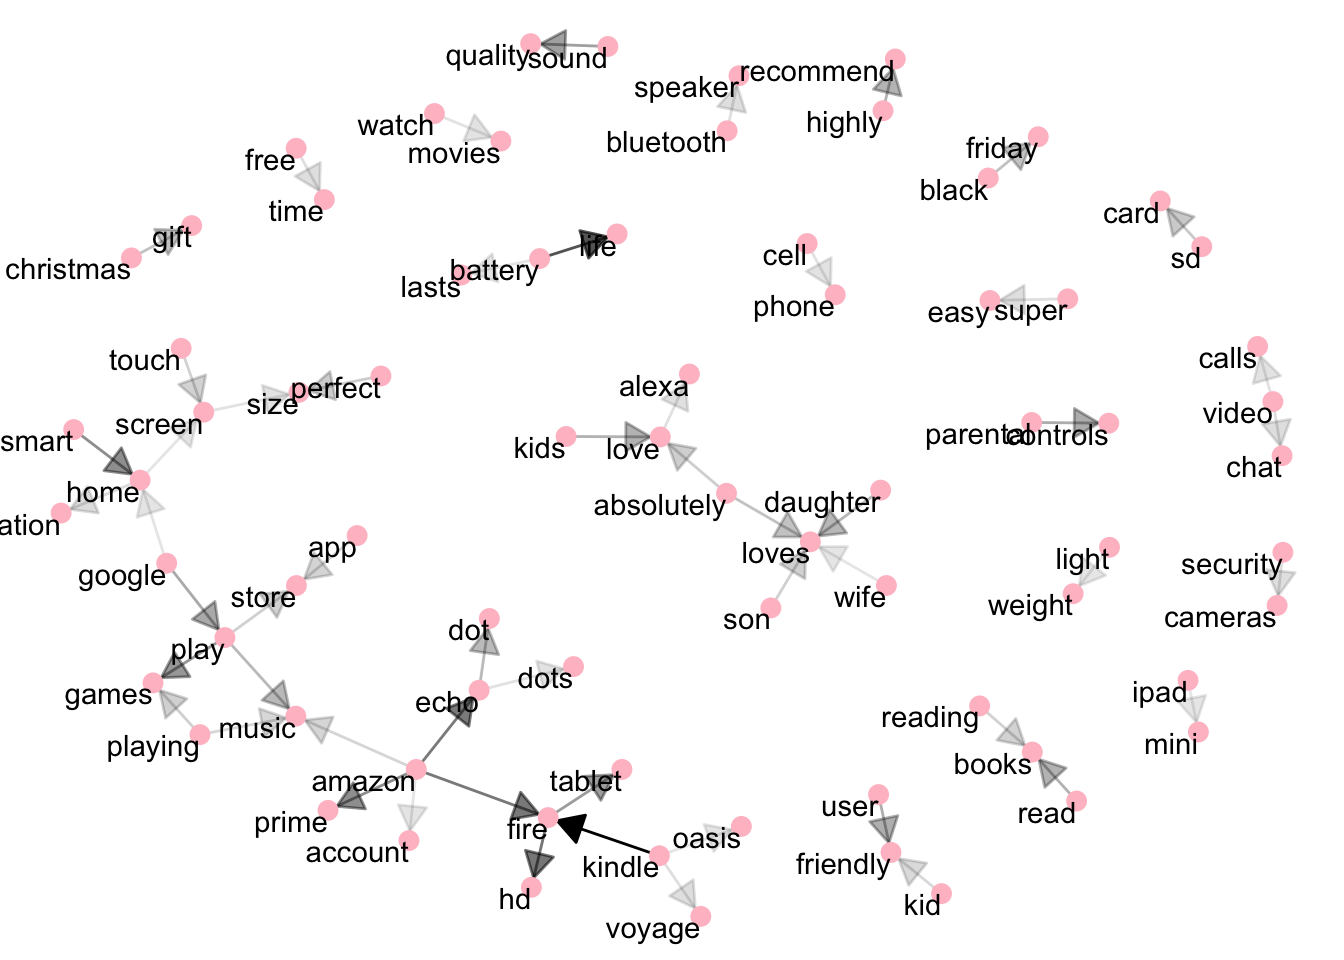 quality
sound
speaker
recommend
watch
movies
bluetooth
highly
free
time
friday
black
card
sd
gift
christmas
life
battery
lasts
cell
phone
easy
super
touch
screen
size
perfect
smart
home
ation
google
alexa
kids
love
absolutely
daughter
loves
son
wife
parental
controls
calls
video
chat
app
store
play
games
playing
music
dot
dots
echo
light
weight
security
cameras
ipad
mini
reading
books
read
amazon
prime
account
tablet
fire
kindle
oasis
hd
voyage
user
friendly
kid